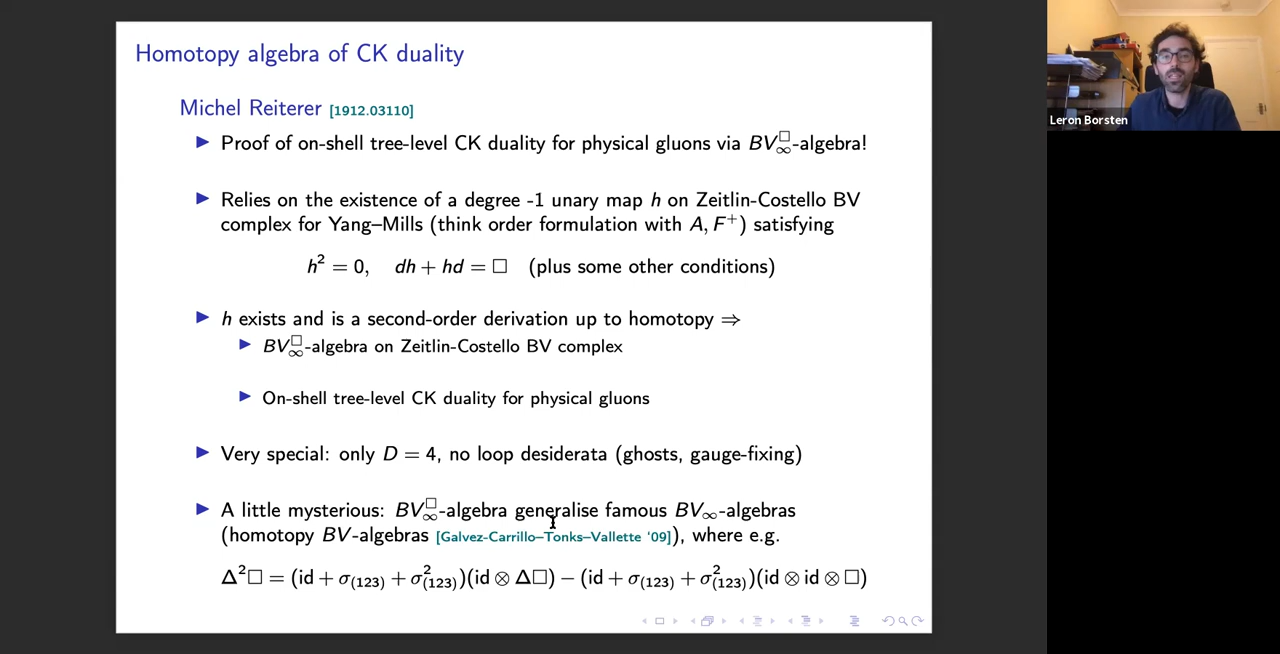 Homotopy algebra of CK duality
Michel Reiterer [1912.03110]
▶ Proof of on-shell tree-level CK duality for physical gluons via BV□∞-algebra!
▶ Relies on the existence of a degree -1 unary map h on Zeitlin-Costello BV
complex for Yang–Mills (think order formulation with A, F⁺) satisfying
h² = 0, dh + hd = □ (plus some other conditions)
▶ h exists and is a second-order derivation up to homotopy ⇒
▶ BV□∞-algebra on Zeitlin-Costello BV complex
▶ On-shell tree-level CK duality for physical gluons
▶ Very special: only D = 4, no loop desiderata (ghosts, gauge-fixing)
▶ A little mysterious: BV□∞-algebra generalise famous BV∞-algebras
(homotopy BV-algebras [Galvez-Carrillo–Tonks–Vallette ‘09]), where e.g.
Δ²□ = (id + σ₍₁₂₃₎ + σ²₍₁₂₃₎)(id ⊗ Δ□) − (id + σ₍₁₂₃₎ + σ²₍₁₂₃₎)(id ⊗ id ⊗ □)
Leron Borsten